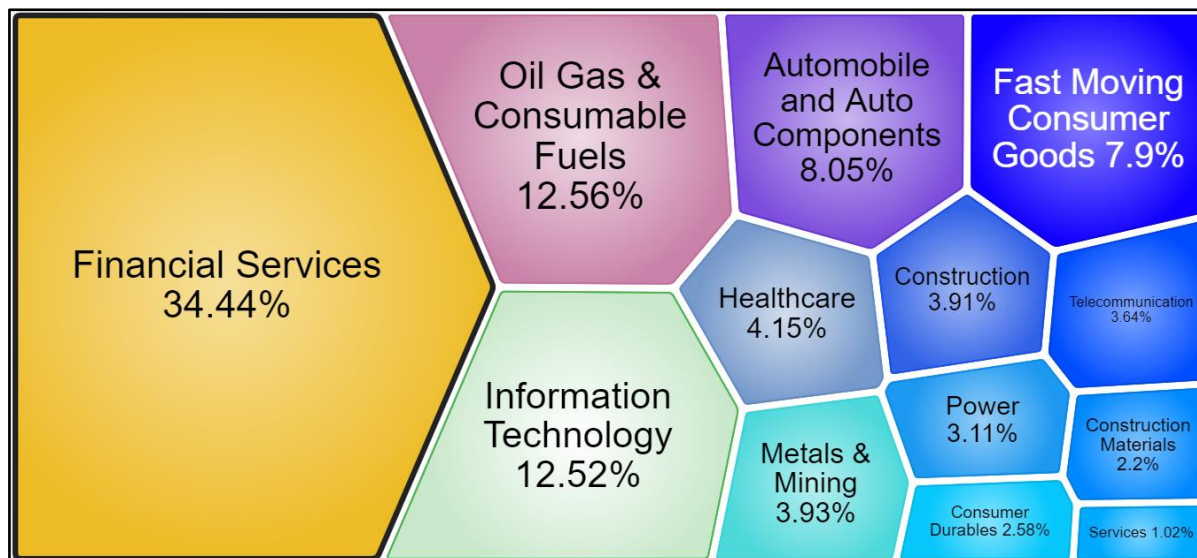 Financial Services
34.44%
Oil Gas &
Consumable
Fuels
12.56%
Automobile
and Auto
Components
8.05%
Fast Moving
Consumer
Goods 7.9%
Information
Technology
12.52%
Healthcare
4.15%
Construction
3.91%
Telecommunication
3.64%
Metals &
Mining
3.93%
Power
3.11%
Construction
Materials
2.2%
Consumer
Durables 2.58%
Services 1.02%